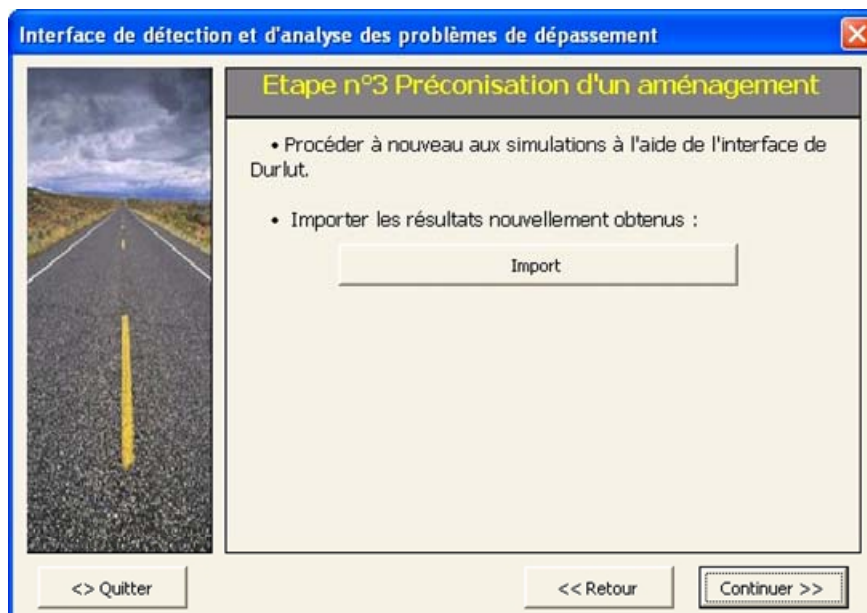 Interface de détection et d'analyse des problèmes de dépassement
Etape n°3 Préconisation d'un aménagement
• Procéder à nouveau aux simulations à l'aide de l'interface de
Durlut.
• Importer les résultats nouvellement obtenus :
Import
<> Quitter
<< Retour
Continuer >>